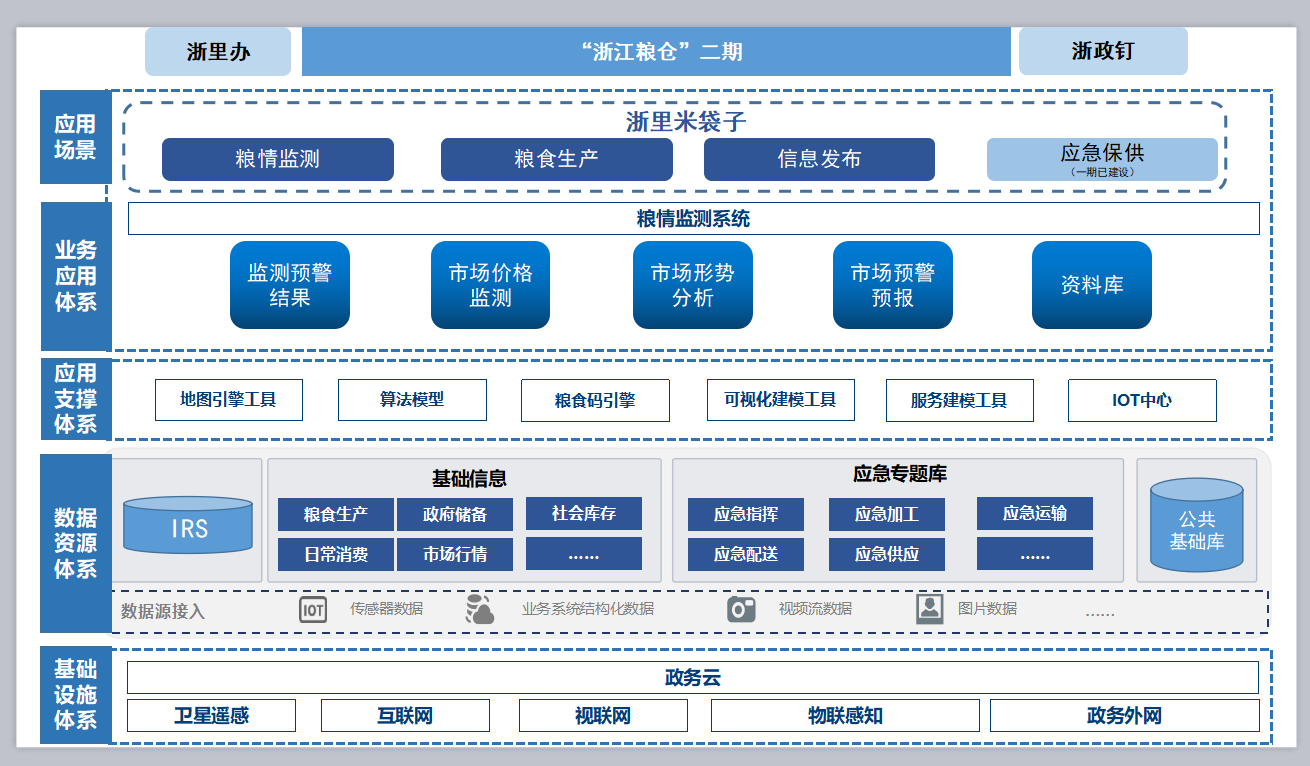 浙里办
“浙江粮仓”二期
浙政钉
应用
场景
浙里米袋子
粮情监测
粮食生产
信息发布
应急保供
（一期已建设）
业务
应用
体系
粮情监测系统
监测预警
结果
市场价格
监测
市场形势
分析
市场预警
预报
资料库
应用
支撑
体系
地图引擎工具
算法模型
粮食码引擎
可视化建模工具
服务建模工具
IOT中心
数据
资源
体系
IRS
基础信息
粮食生产
政府储备
社会库存
日常消费
市场行情
……
应急专题库
应急指挥
应急加工
应急运输
应急配送
应急供应
……
公共
基础库
数据源接入
IOT
传感器数据
业务系统结构化数据
视频流数据
图片数据
……
基础
设施
体系
政务云
卫星遥感
互联网
视联网
物联感知
政务外网